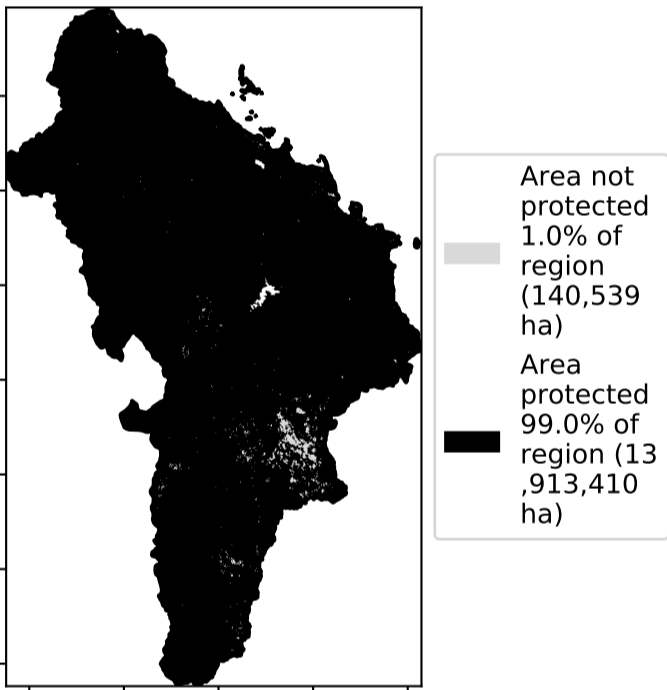 Area not
protected
1.0% of
region
(140,539
ha)
Area
protected
99.0% of
region (13
,913,410
ha)